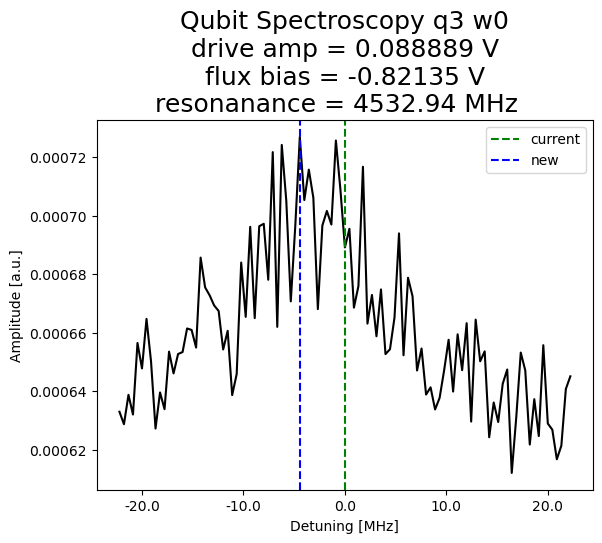 Qubit Spectroscopy q3 w0
drive amp = 0.088889 V
flux bias = -0.82135 V
resonanance = 4532.94 MHz
current
new
0.00072
0.00070
0.00068
0.00066
0.00064
0.00062
Amplitude [a.u.]
-20.0
-10.0
0.0
10.0
20.0
Detuning [MHz]